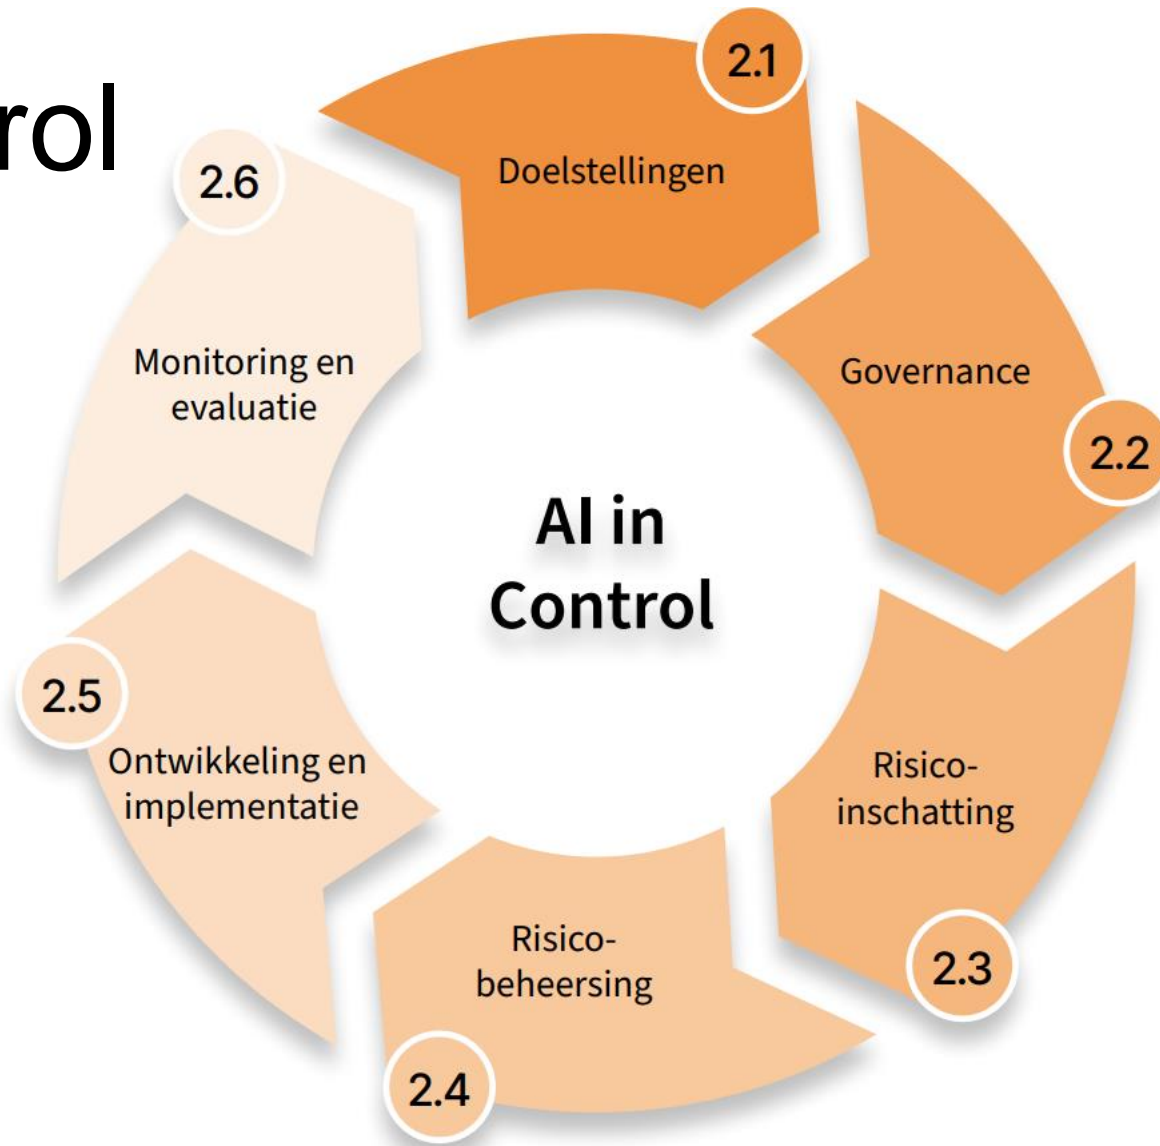 rol
2.1
Doelstellingen
2.2
Governance
2.3
Risico-
inschatting
2.4
Risico-
beheersing
2.5
Ontwikkeling en
implementatie
2.6
Monitoring en
evaluatie
AI in
Control